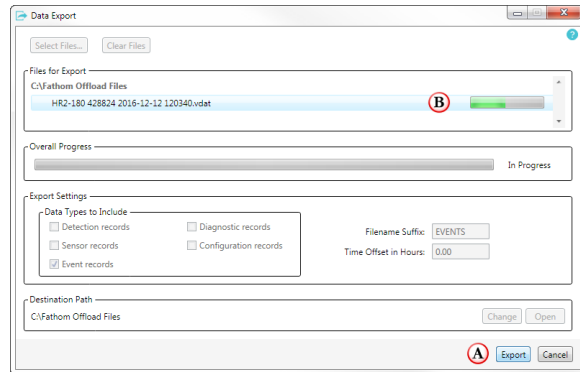 Data Export
Select Files... Clear Files
Files for Export
C:\Fathom Offload Files
HR2-180 428824 2016-12-12 120340.vdat B
Overall Progress
In Progress
Export Settings
Data Types to Include
Detection records Diagnostic records Filename Suffix: EVENTS
Sensor records Configuration records Time Offset in Hours: 0.00
Event records
Destination Path
C:\Fathom Offload Files Change Open
A Export Cancel